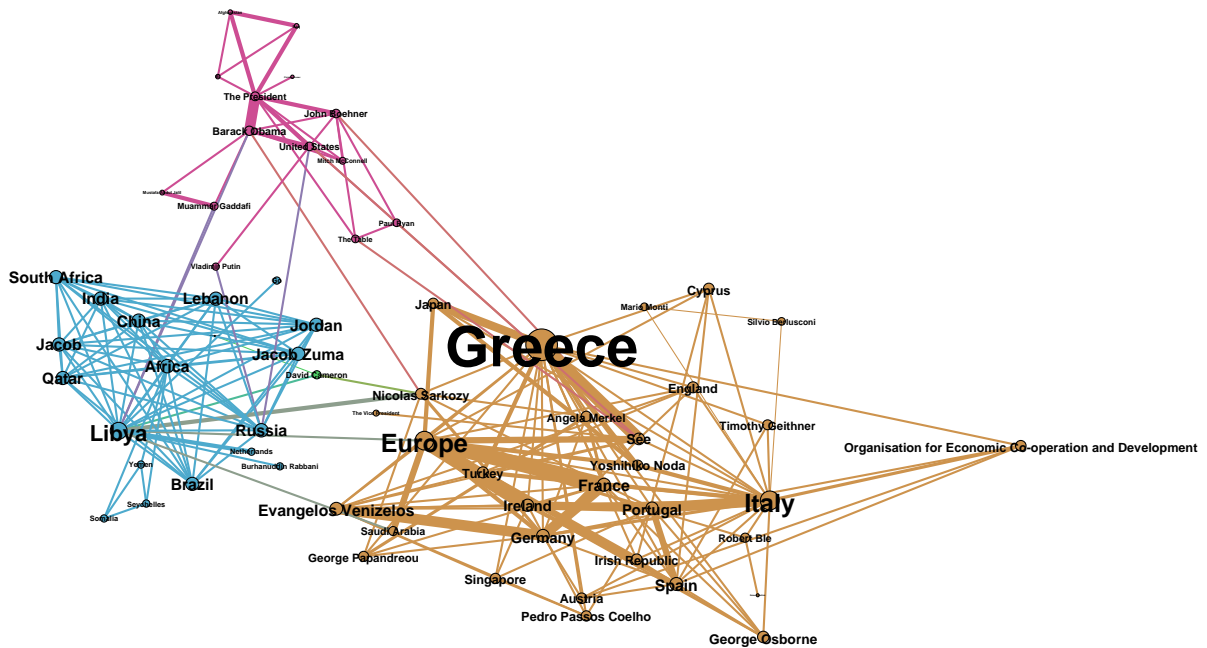 The President
John Boehner
Barack Obama
United States
Mitch McConnell
Muammar Gaddafi
Paul Ryan
The Table
Vladimir Putin
South Africa
India
Lebanon
China
Jordan
Jacob
Jacob Zuma
Africa
Qatar
David Cameron
Libya
Russia
Netherlands
Yemen
Burhanuddin Rabbani
Brazil
Seychelles
Somalia
Japan
Mario Monti
Cyprus
Silvio Berlusconi
Greece
Nicolas Sarkozy
England
The Vice President
Angela Merkel
Timothy Geithner
Europe
See
Organisation for Economic Co-operation and Development
Yoshihiko Noda
Turkey
France
Italy
Evangelos Venizelos
Ireland
Portugal
Saudi Arabia
Germany
Robert Ble
George Papandreou
Irish Republic
Singapore
Spain
Austria
Pedro Passos Coelho
George Osborne